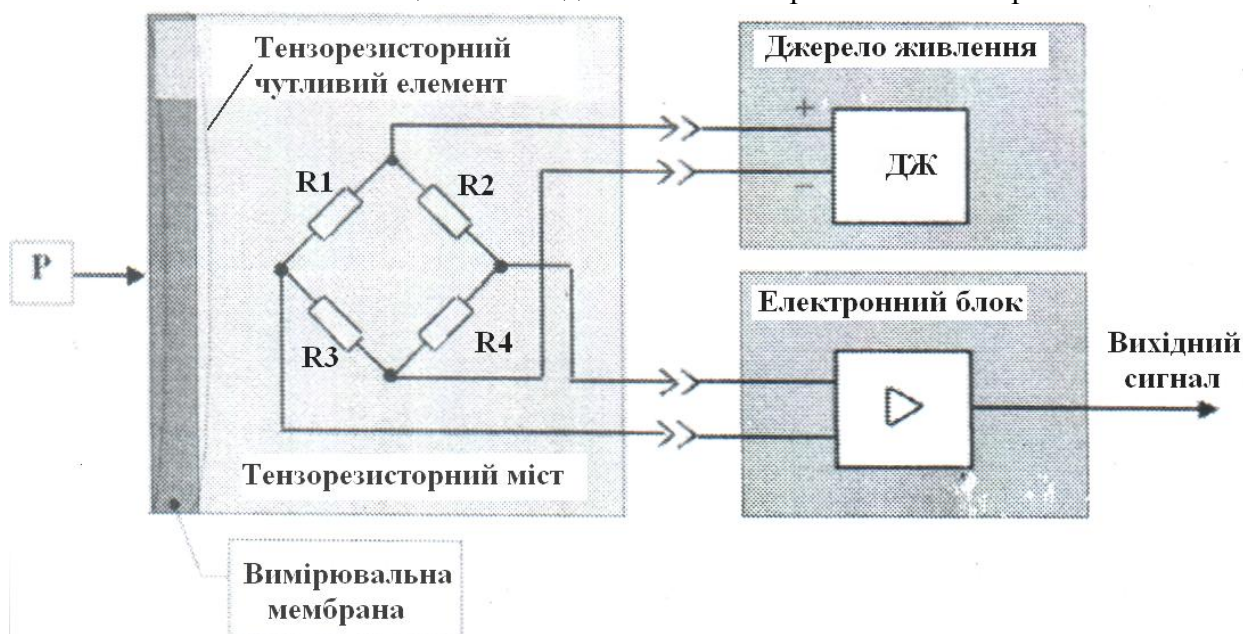 Тензорезисторний
чутливий елемент
Джерело живлення
R1
R2
+
−
ДЖ
P
R3
R4
Електронний блок
Вихідний
сигнал
Тензорезисторний міст
Вимірювальна
мембрана